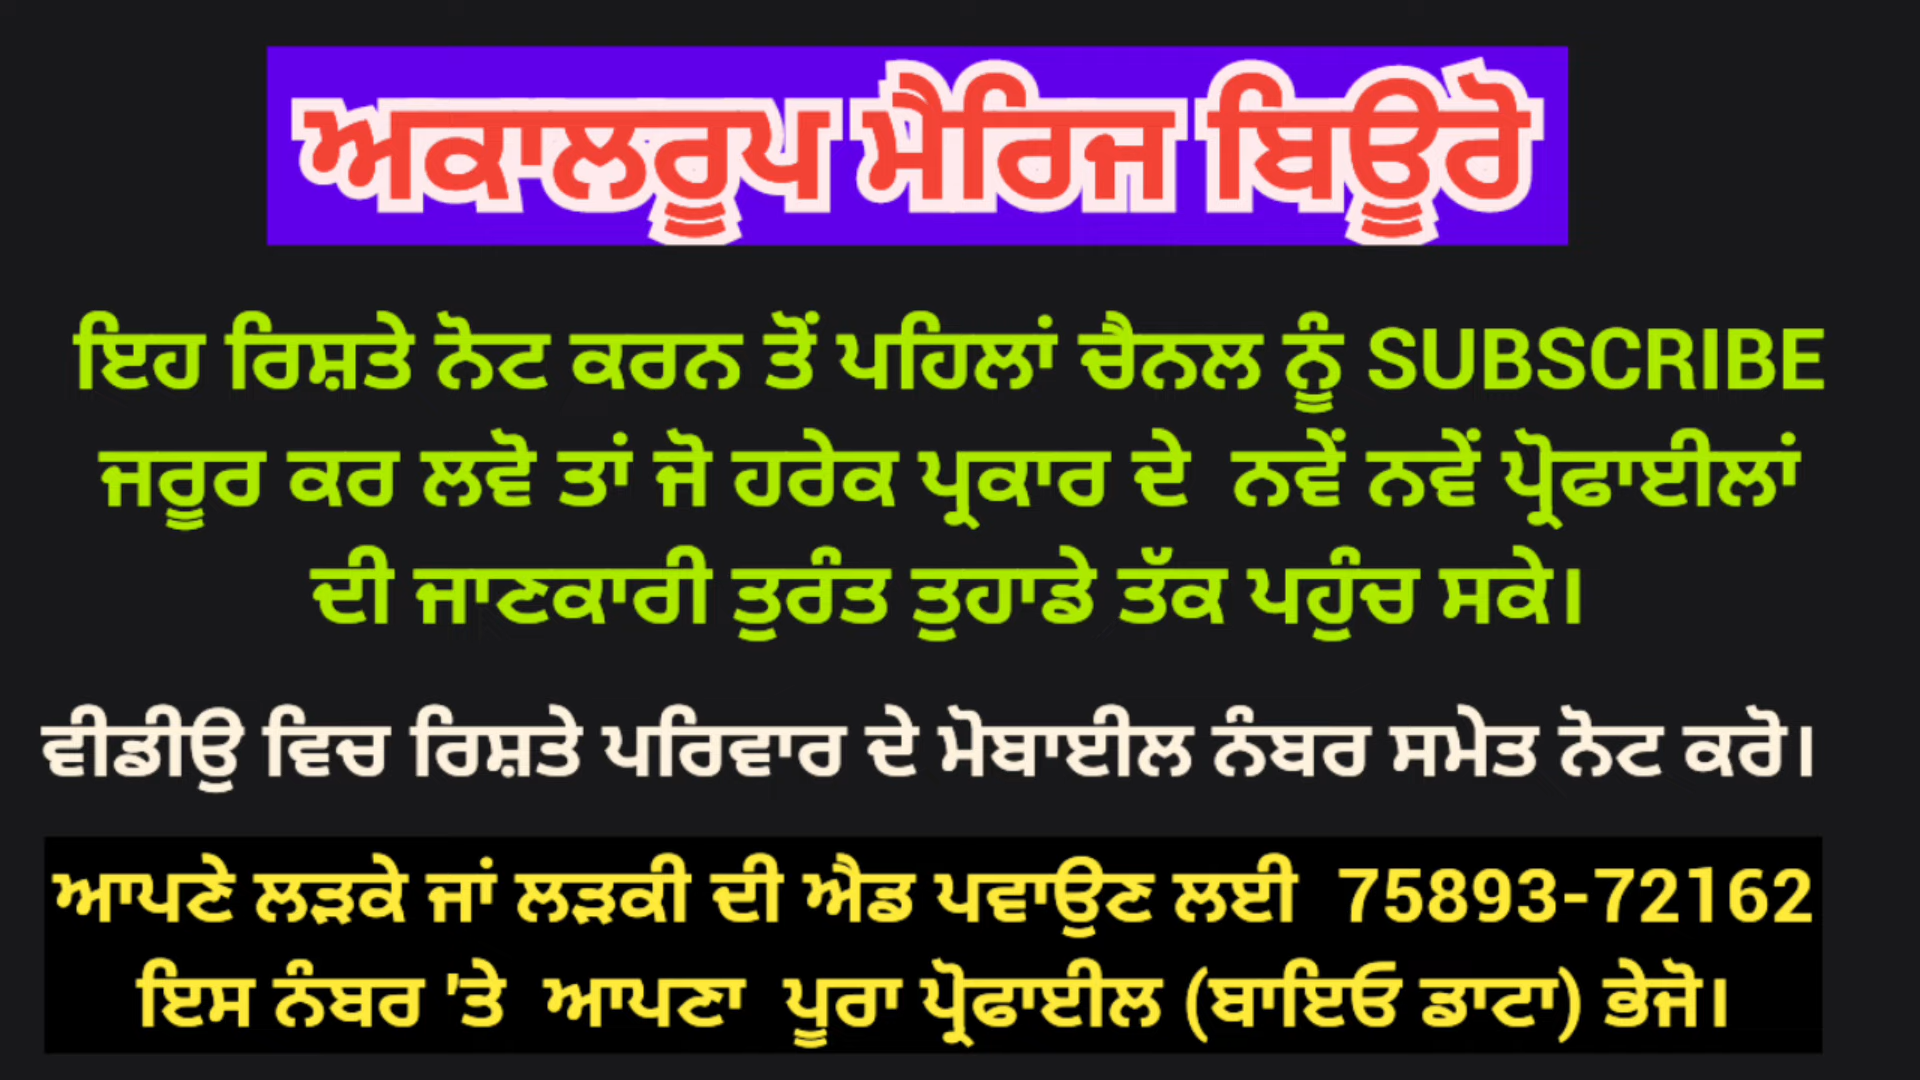 ਅਕਾਲਰੂਪ ਮੈਰਿਜ ਬਿਊਰੋ
ਇਹ ਰਿਸ਼ਤੇ ਨੋਟ ਕਰਨ ਤੋਂ ਪਹਿਲਾਂ ਚੈਨਲ ਨੂੰ SUBSCRIBE
ਜਰੂਰ ਕਰ ਲਵੋ ਤਾਂ ਜੋ ਹਰੇਕ ਪ੍ਰਕਾਰ ਦੇ ਨਵੇਂ ਨਵੇਂ ਪ੍ਰੋਫਾਈਲਾਂ
ਦੀ ਜਾਣਕਾਰੀ ਤੁਰੰਤ ਤੁਹਾਡੇ ਤੱਕ ਪਹੁੰਚ ਸਕੇ।
ਵੀਡੀਉ ਵਿਚ ਰਿਸ਼ਤੇ ਪਰਿਵਾਰ ਦੇ ਮੋਬਾਈਲ ਨੰਬਰ ਸਮੇਤ ਨੋਟ ਕਰੋ।
ਆਪਣੇ ਲੜਕੇ ਜਾਂ ਲੜਕੀ ਦੀ ਐਡ ਪਵਾਉਣ ਲਈ 75893-72162
ਇਸ ਨੰਬਰ 'ਤੇ ਆਪਣਾ ਪੂਰਾ ਪ੍ਰੋਫਾਈਲ (ਬਾਇਓ ਡਾਟਾ) ਭੇਜੋ।